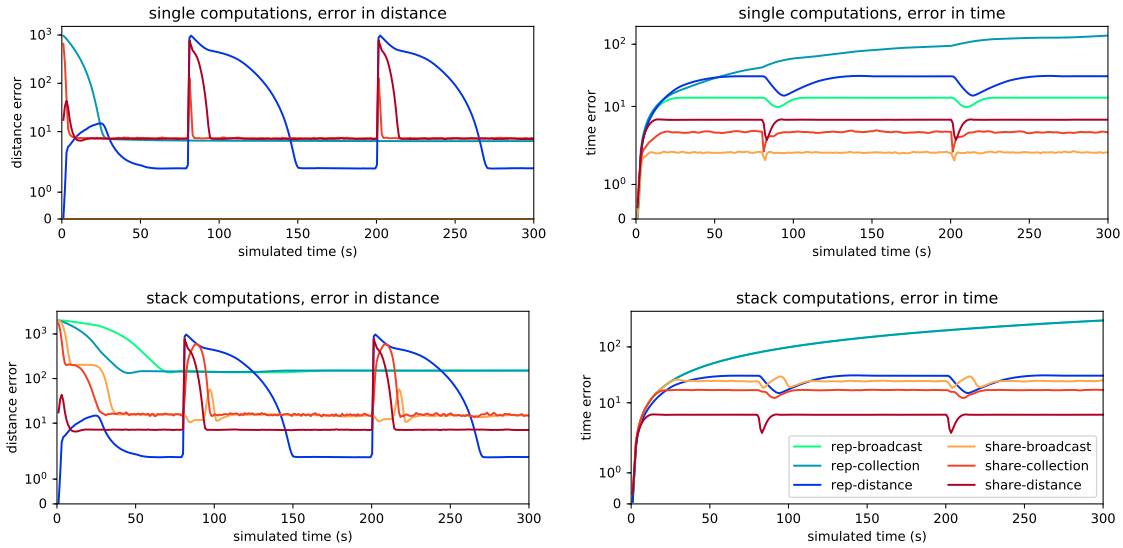 single computations, error in distance
distance error
10³
10²
10¹
10⁰
0
0 50 100 150 200 250 300
simulated time (s)
single computations, error in time
time error
10²
10¹
10⁰
0
0 50 100 150 200 250 300
simulated time (s)
stack computations, error in distance
distance error
10³
10²
10¹
10⁰
0
0 50 100 150 200 250 300
simulated time (s)
stack computations, error in time
time error
10²
10¹
10⁰
0
rep-broadcast
rep-collection
rep-distance
share-broadcast
share-collection
share-distance
0 50 100 150 200 250 300
simulated time (s)